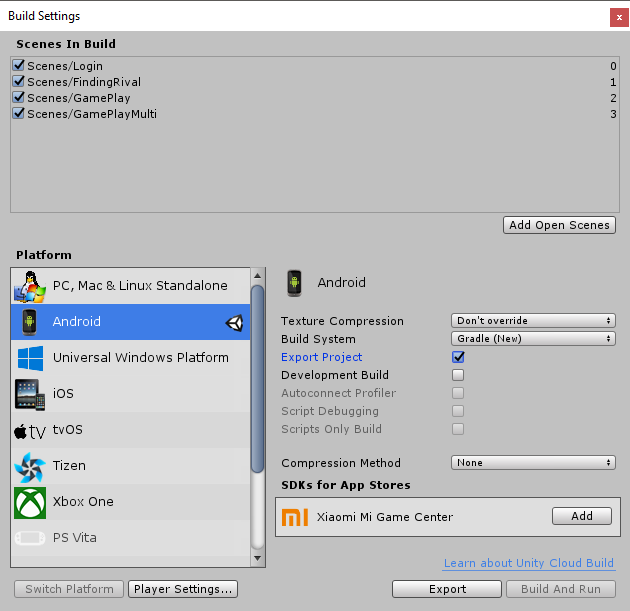 Build Settings
x
Scenes In Build
Scenes/Login 0
Scenes/FindingRival 1
Scenes/GamePlay 2
Scenes/GamePlayMulti 3
Add Open Scenes
Platform
PC, Mac & Linux Standalone
Android
Universal Windows Platform
iOS
tv tvOS
Tizen
Xbox One
PS Vita
Android
Texture Compression Don't override
Build System Gradle (New)
Export Project
Development Build
Autoconnect Profiler
Script Debugging
Scripts Only Build
Compression Method None
SDKs for App Stores
mi Xiaomi Mi Game Center Add
Learn about Unity Cloud Build
Switch Platform Player Settings... Export Build And Run